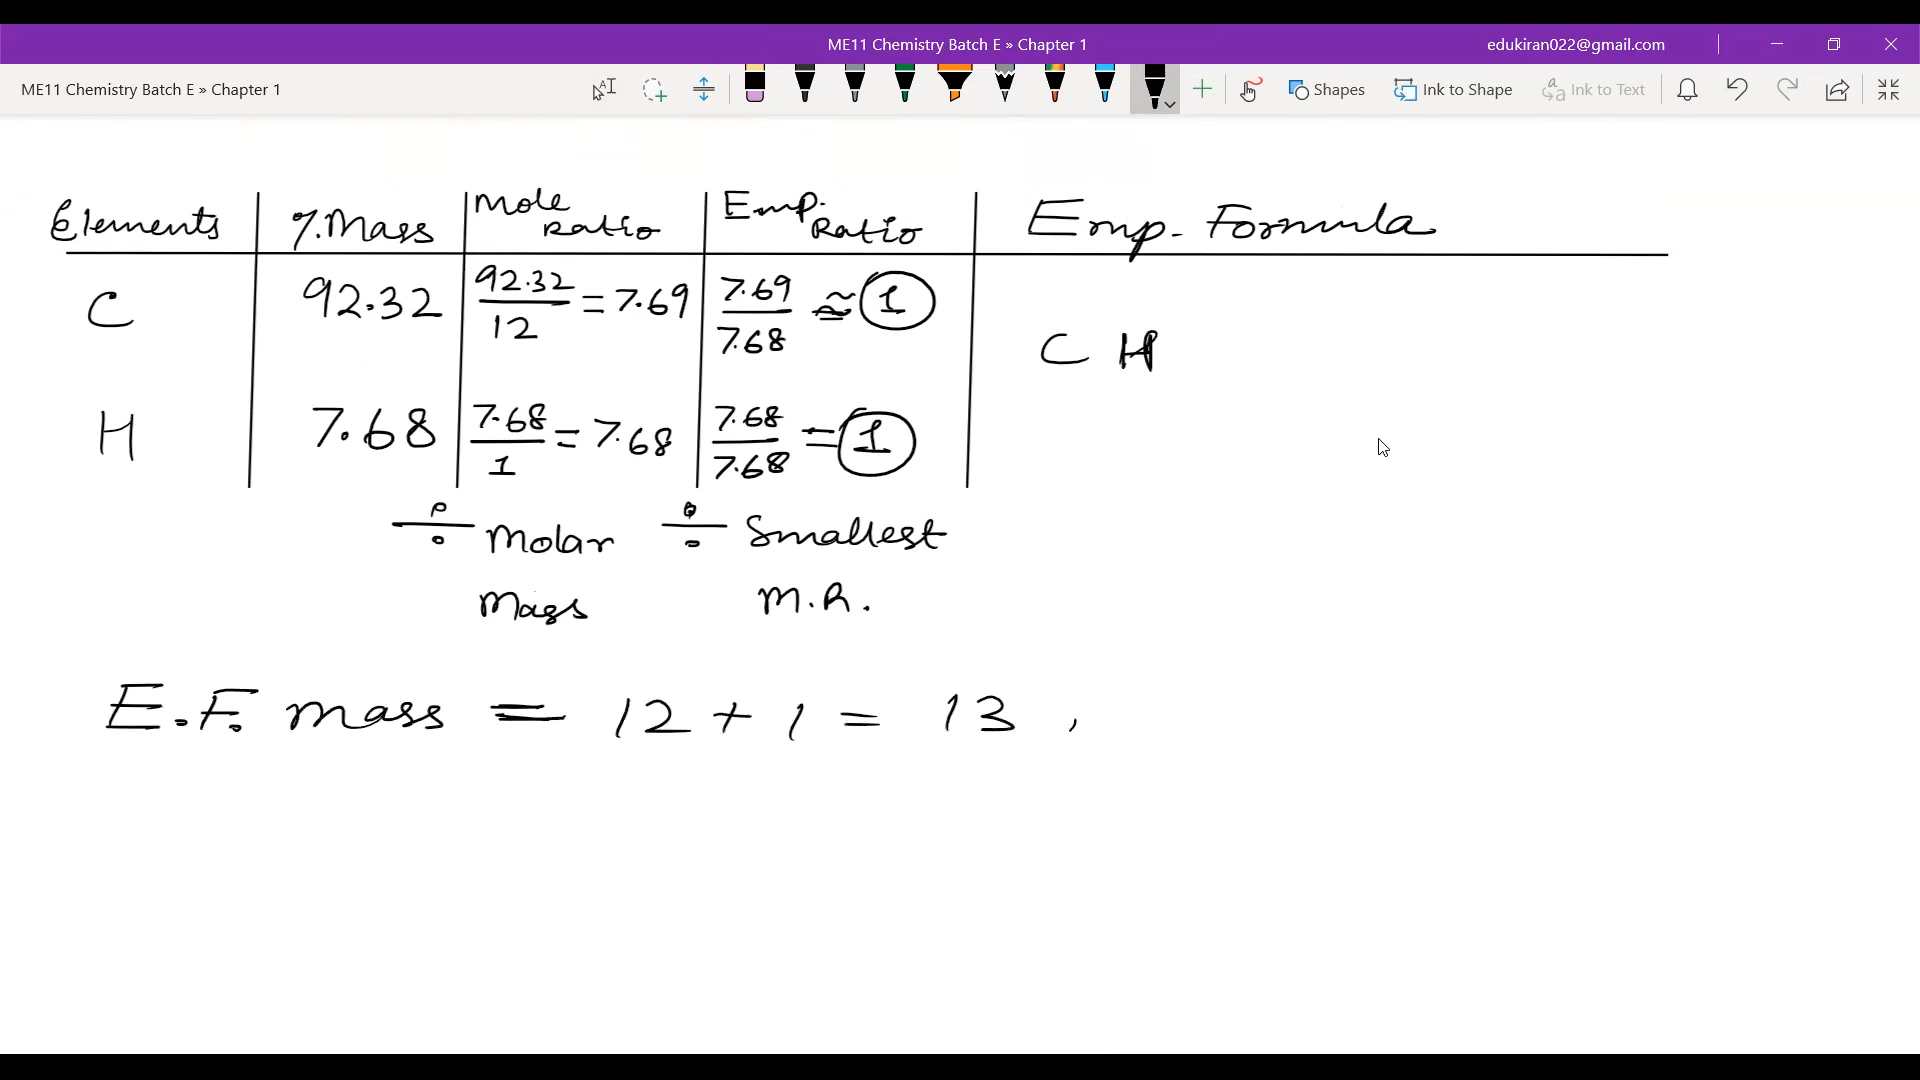 ME11 Chemistry Batch E » Chapter 1
edukiran022@gmail.com
ME11 Chemistry Batch E » Chapter 1
Shapes
Ink to Shape
Ink to Text
Elements | %.Mass | Mole Ratio | Emp. Ratio | Emp. Formula
C | 92.32 | 92.32/12 = 7.69 | 7.69/7.68 ≈ 1
C H
H | 7.68 | 7.68/1 = 7.68 | 7.68/7.68 = 1
÷ Molar Mass
÷ Smallest M.R.
E.F. mass = 12 + 1 = 13 ,